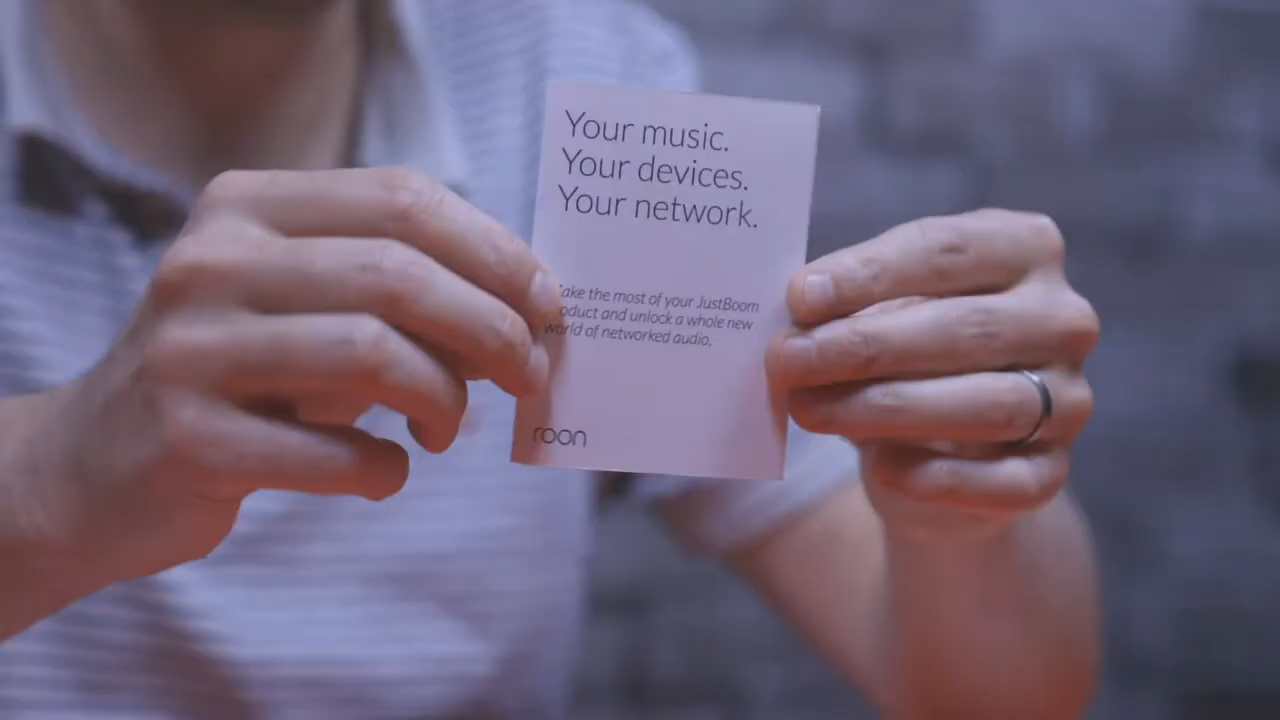 Your music.
Your devices.
Your network.
ake the most of your JustBoom
oduct and unlock a whole new
world of networked audio.
roon